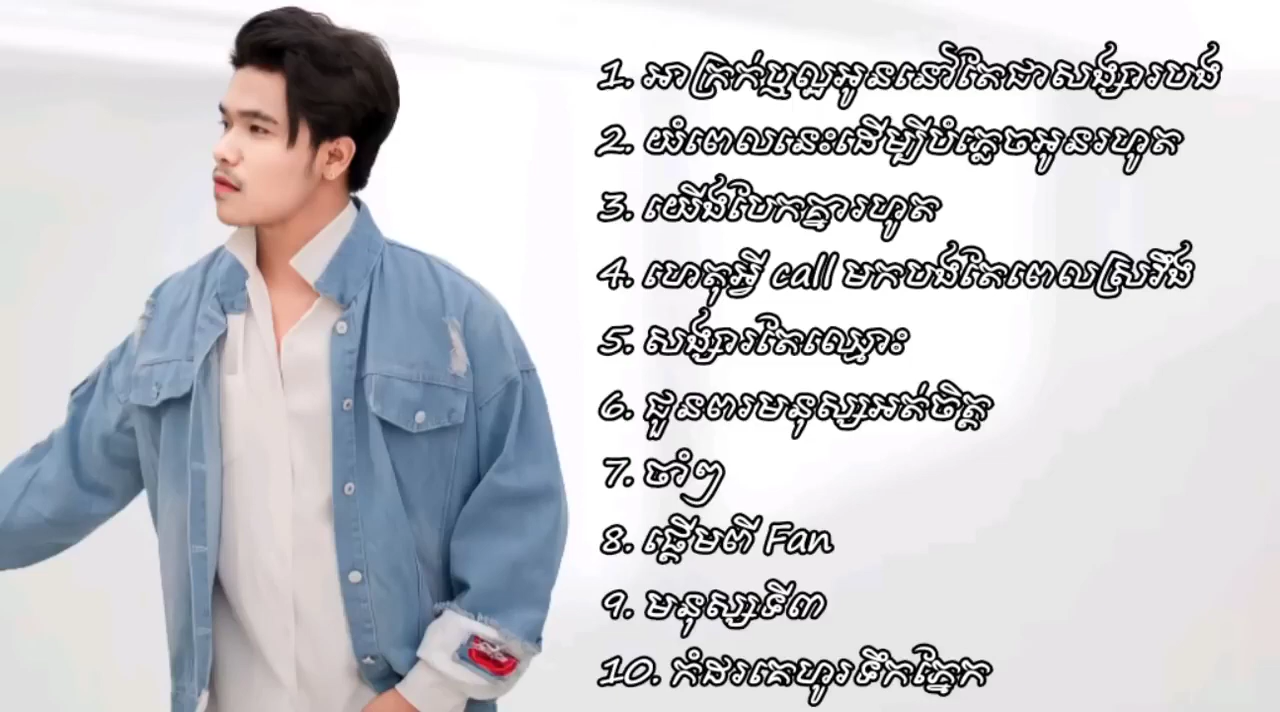 1. អាក្រក់ឬល្អអូននៅតែជាសង្សារបង
2. យំពេលនេះដើម្បីបំភ្លេចអូនរហូត
3. យើងបែកគ្នារហូត
4. ហេតុអ្វី call មកបងតែពេលស្រវឹង
5. សង្សារតែឈ្មោះ
6. ជួនពរមនុស្សអត់ចិត្ត
7. ចាំៗ
8. ផ្ដើមពី Fan
9. មនុស្សទី៣
10. កំដរគេហូរទឹកភ្នែក